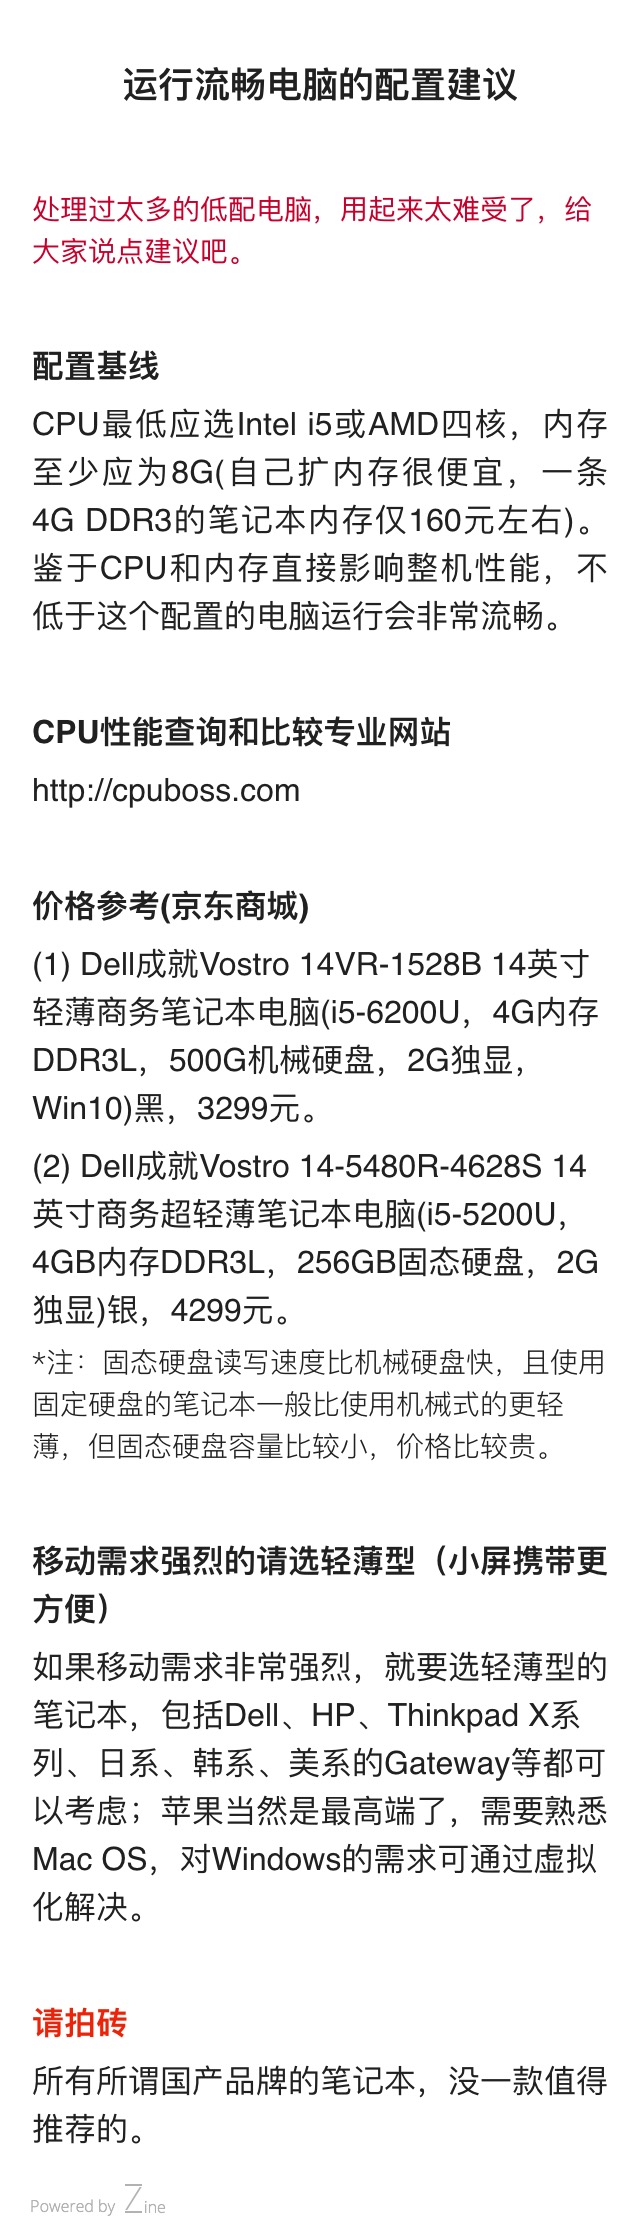 运行流畅电脑的配置建议
处理过太多的低配电脑，用起来太难受了，给
大家说点建议吧。
配置基线
CPU最低应选Intel i5或AMD四核，内存
至少应为8G(自己扩内存很便宜，一条
4G DDR3的笔记本内存仅160元左右)。
鉴于CPU和内存直接影响整机性能，不
低于这个配置的电脑运行会非常流畅。
CPU性能查询和比较专业网站
http://cpuboss.com
价格参考(京东商城)
(1) Dell成就Vostro 14VR-1528B 14英寸
轻薄商务笔记本电脑(i5-6200U，4G内存
DDR3L，500G机械硬盘，2G独显，
Win10)黑，3299元。
(2) Dell成就Vostro 14-5480R-4628S 14
英寸商务超轻薄笔记本电脑(i5-5200U，
4GB内存DDR3L，256GB固态硬盘，2G
独显)银，4299元。
*注：固态硬盘读写速度比机械硬盘快，且使用
固定硬盘的笔记本一般比使用机械式的更轻
薄，但固态硬盘容量比较小，价格比较贵。
移动需求强烈的请选轻薄型（小屏携带更
方便）
如果移动需求非常强烈，就要选轻薄型的
笔记本，包括Dell、HP、Thinkpad X系
列、日系、韩系、美系的Gateway等都可
以考虑；苹果当然是最高端了，需要熟悉
Mac OS，对Windows的需求可通过虚拟
化解决。
请拍砖
所有所谓国产品牌的笔记本，没一款值得
推荐的。
Powered by Zine